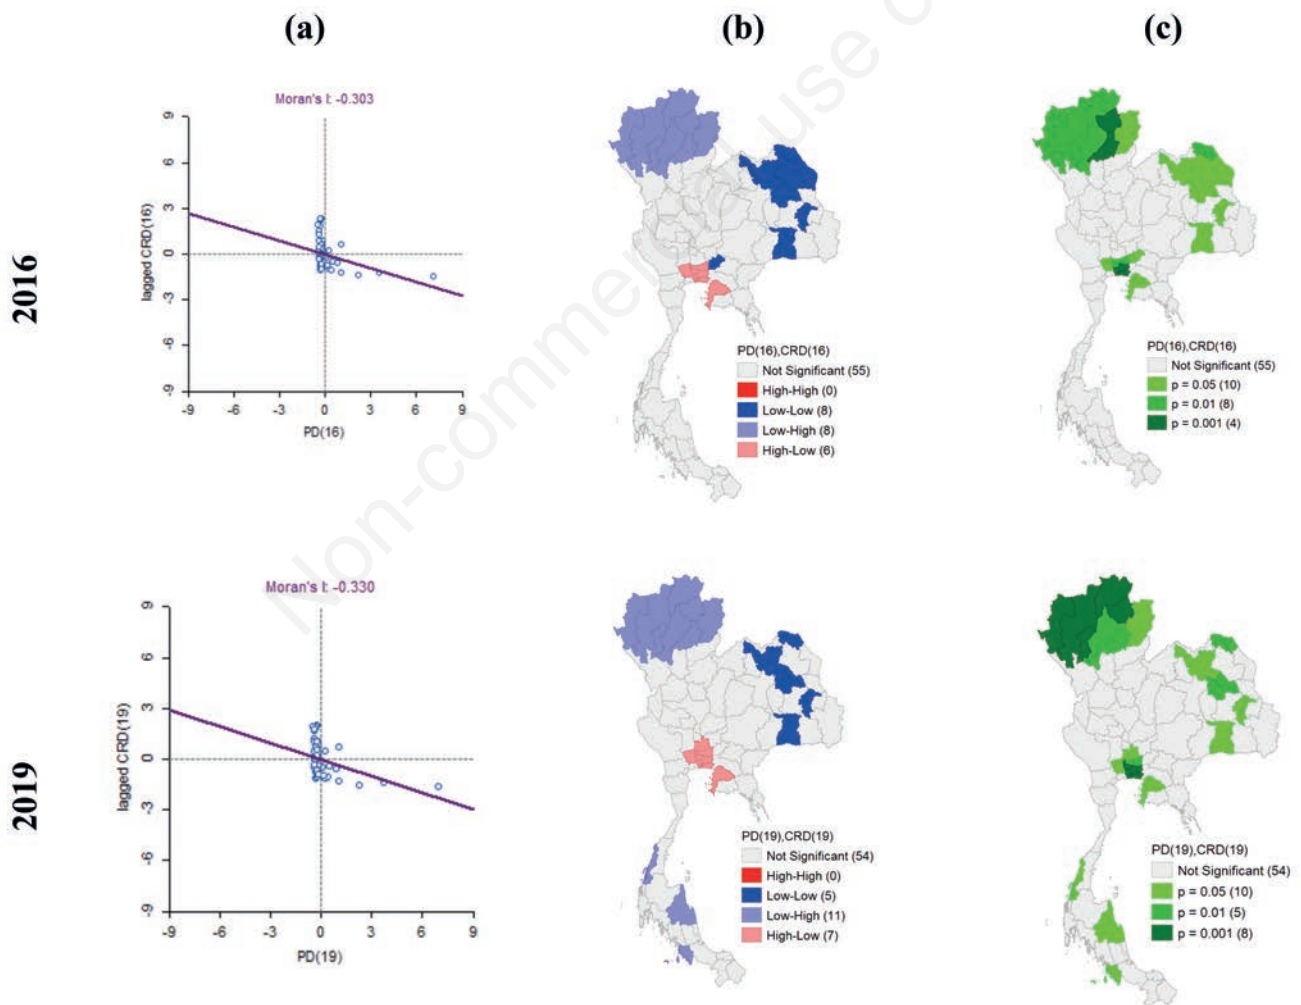 (a)
(b)
(c)
2016
Moran's I: -0.303
lagged CRD(16)
9
6
3
0
-3
-6
-9
-9 -6 -3 0 3 6 9
PD(16)
PD(16),CRD(16)
Not Significant (55)
High-High (0)
Low-Low (8)
Low-High (8)
High-Low (6)
PD(16),CRD(16)
Not Significant (55)
p = 0.05 (10)
p = 0.01 (8)
p = 0.001 (4)
2019
Moran's I: -0.330
lagged CRD(19)
9
6
3
0
-3
-6
-9
-9 -6 -3 0 3 6 9
PD(19)
PD(19),CRD(19)
Not Significant (54)
High-High (0)
Low-Low (5)
Low-High (11)
High-Low (7)
PD(19),CRD(19)
Not Significant (54)
p = 0.05 (10)
p = 0.01 (5)
p = 0.001 (8)
Non-commercial use